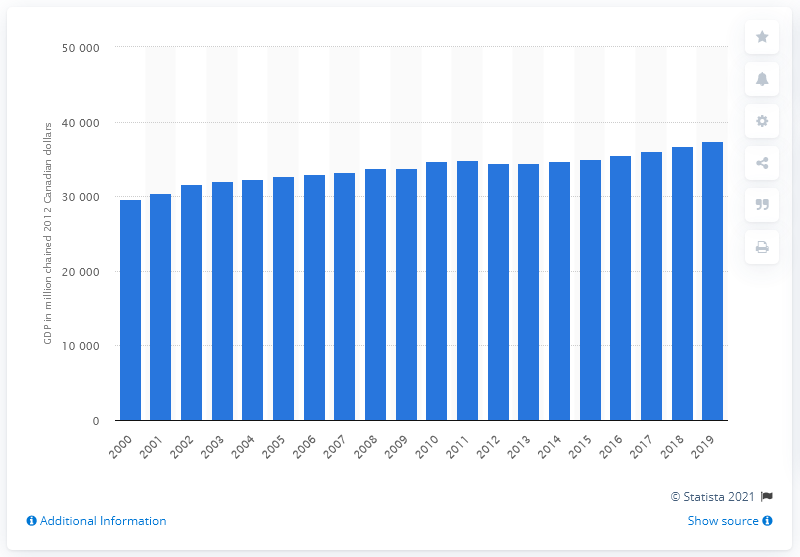 50 000
40 000
30 000
20 000
10 000
0
GDP in million chained 2012 Canadian dollars
2000 2001 2002 2003 2004 2005 2006 2007 2008 2009 2010 2011 2012 2013 2014 2015 2016 2017 2018 2019
© Statista 2021
Additional Information
Show source